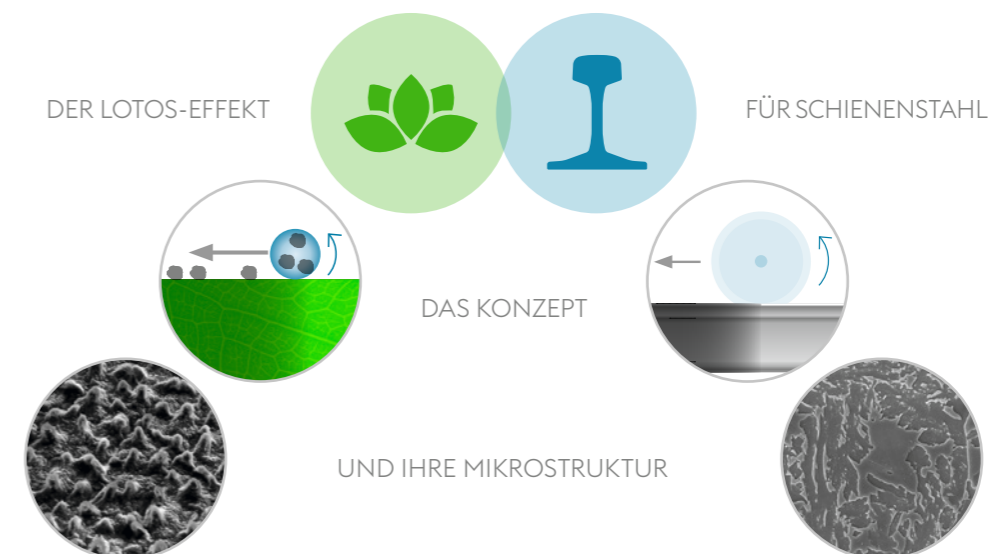 DER LOTOS-EFFEKT
FÜR SCHIENENSTAHL
DAS KONZEPT
UND IHRE MIKROSTRUKTUR